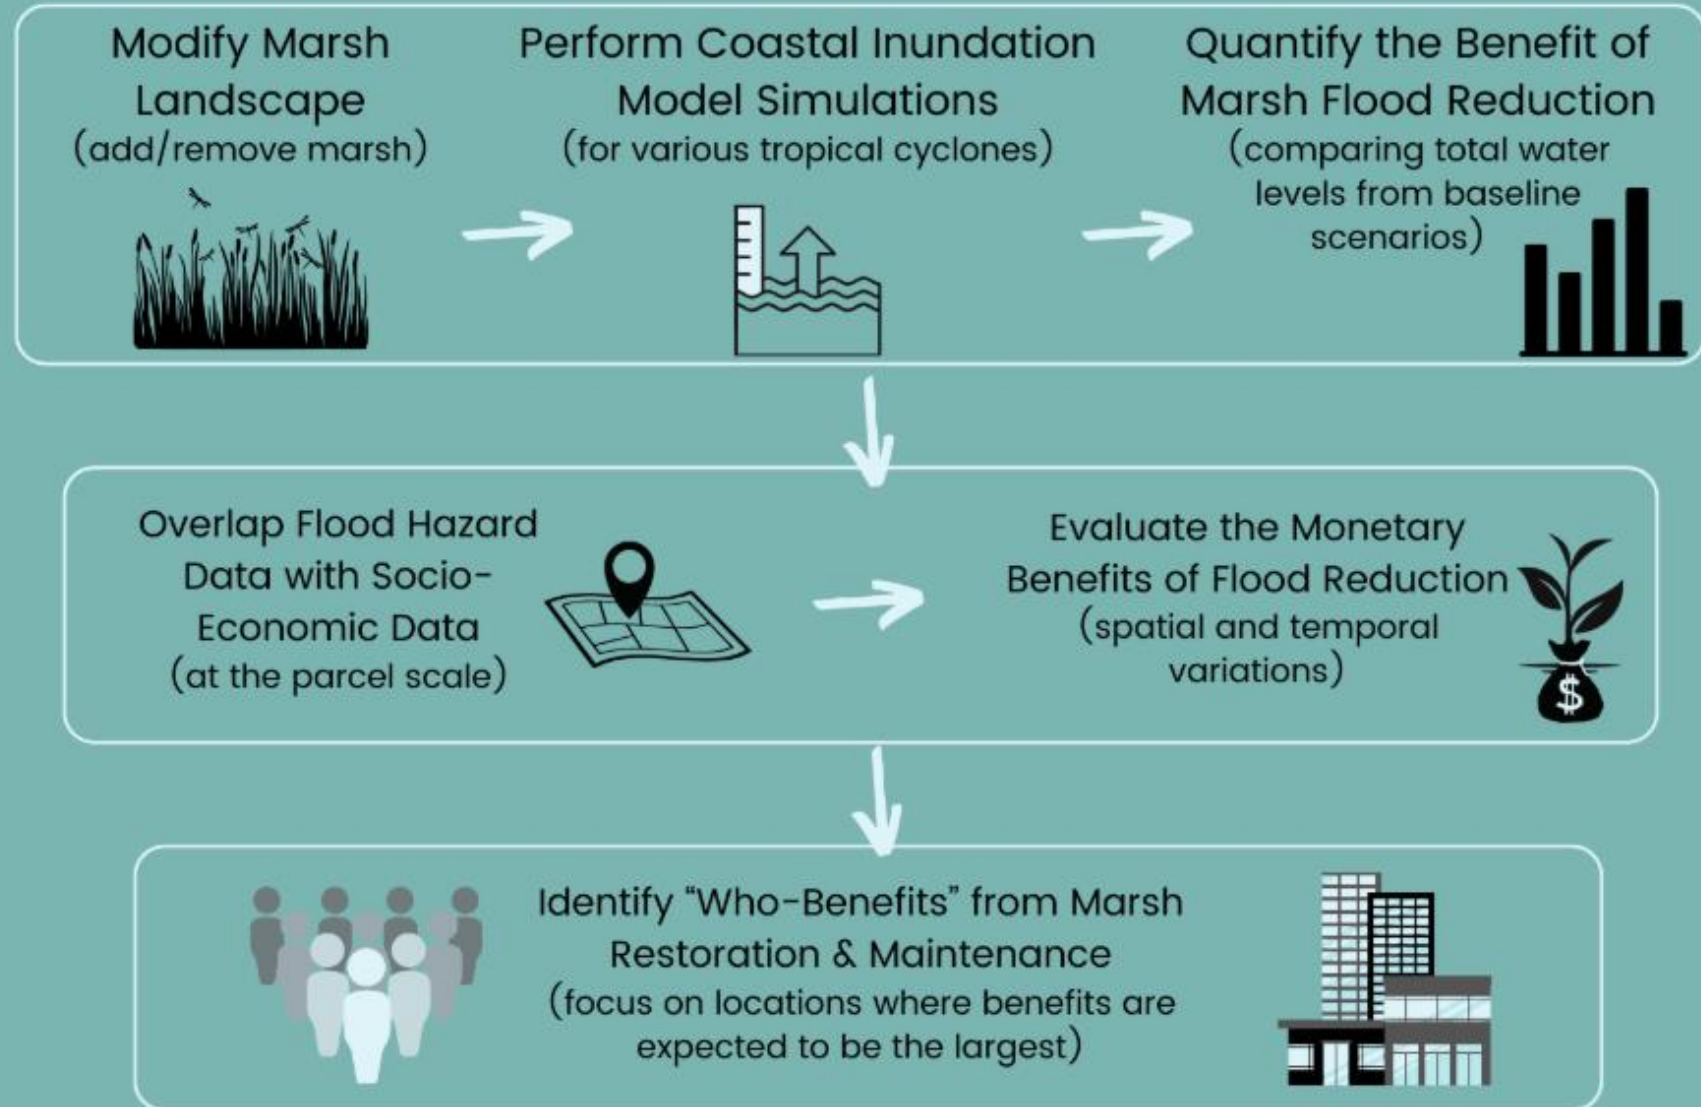 Modify Marsh
Landscape
(add/remove marsh)
Perform Coastal Inundation
Model Simulations
(for various tropical cyclones)
Quantify the Benefit of
Marsh Flood Reduction
(comparing total water
levels from baseline
scenarios)
Overlap Flood Hazard
Data with Socio-
Economic Data
(at the parcel scale)
Evaluate the Monetary
Benefits of Flood Reduction
(spatial and temporal
variations)
$
Identify “Who-Benefits” from Marsh
Restoration & Maintenance
(focus on locations where benefits are
expected to be the largest)